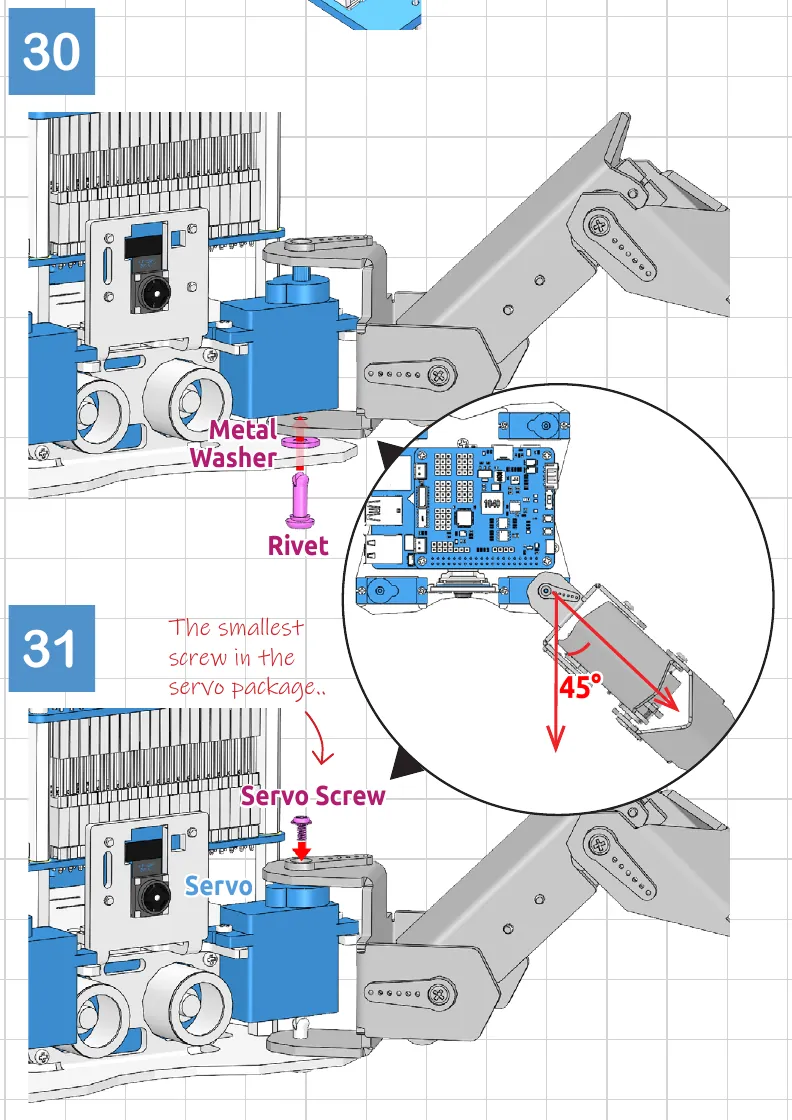 30
Metal
Washer
Rivet
45°
31
The smallest
screw in the
servo package..
Servo Screw
Servo